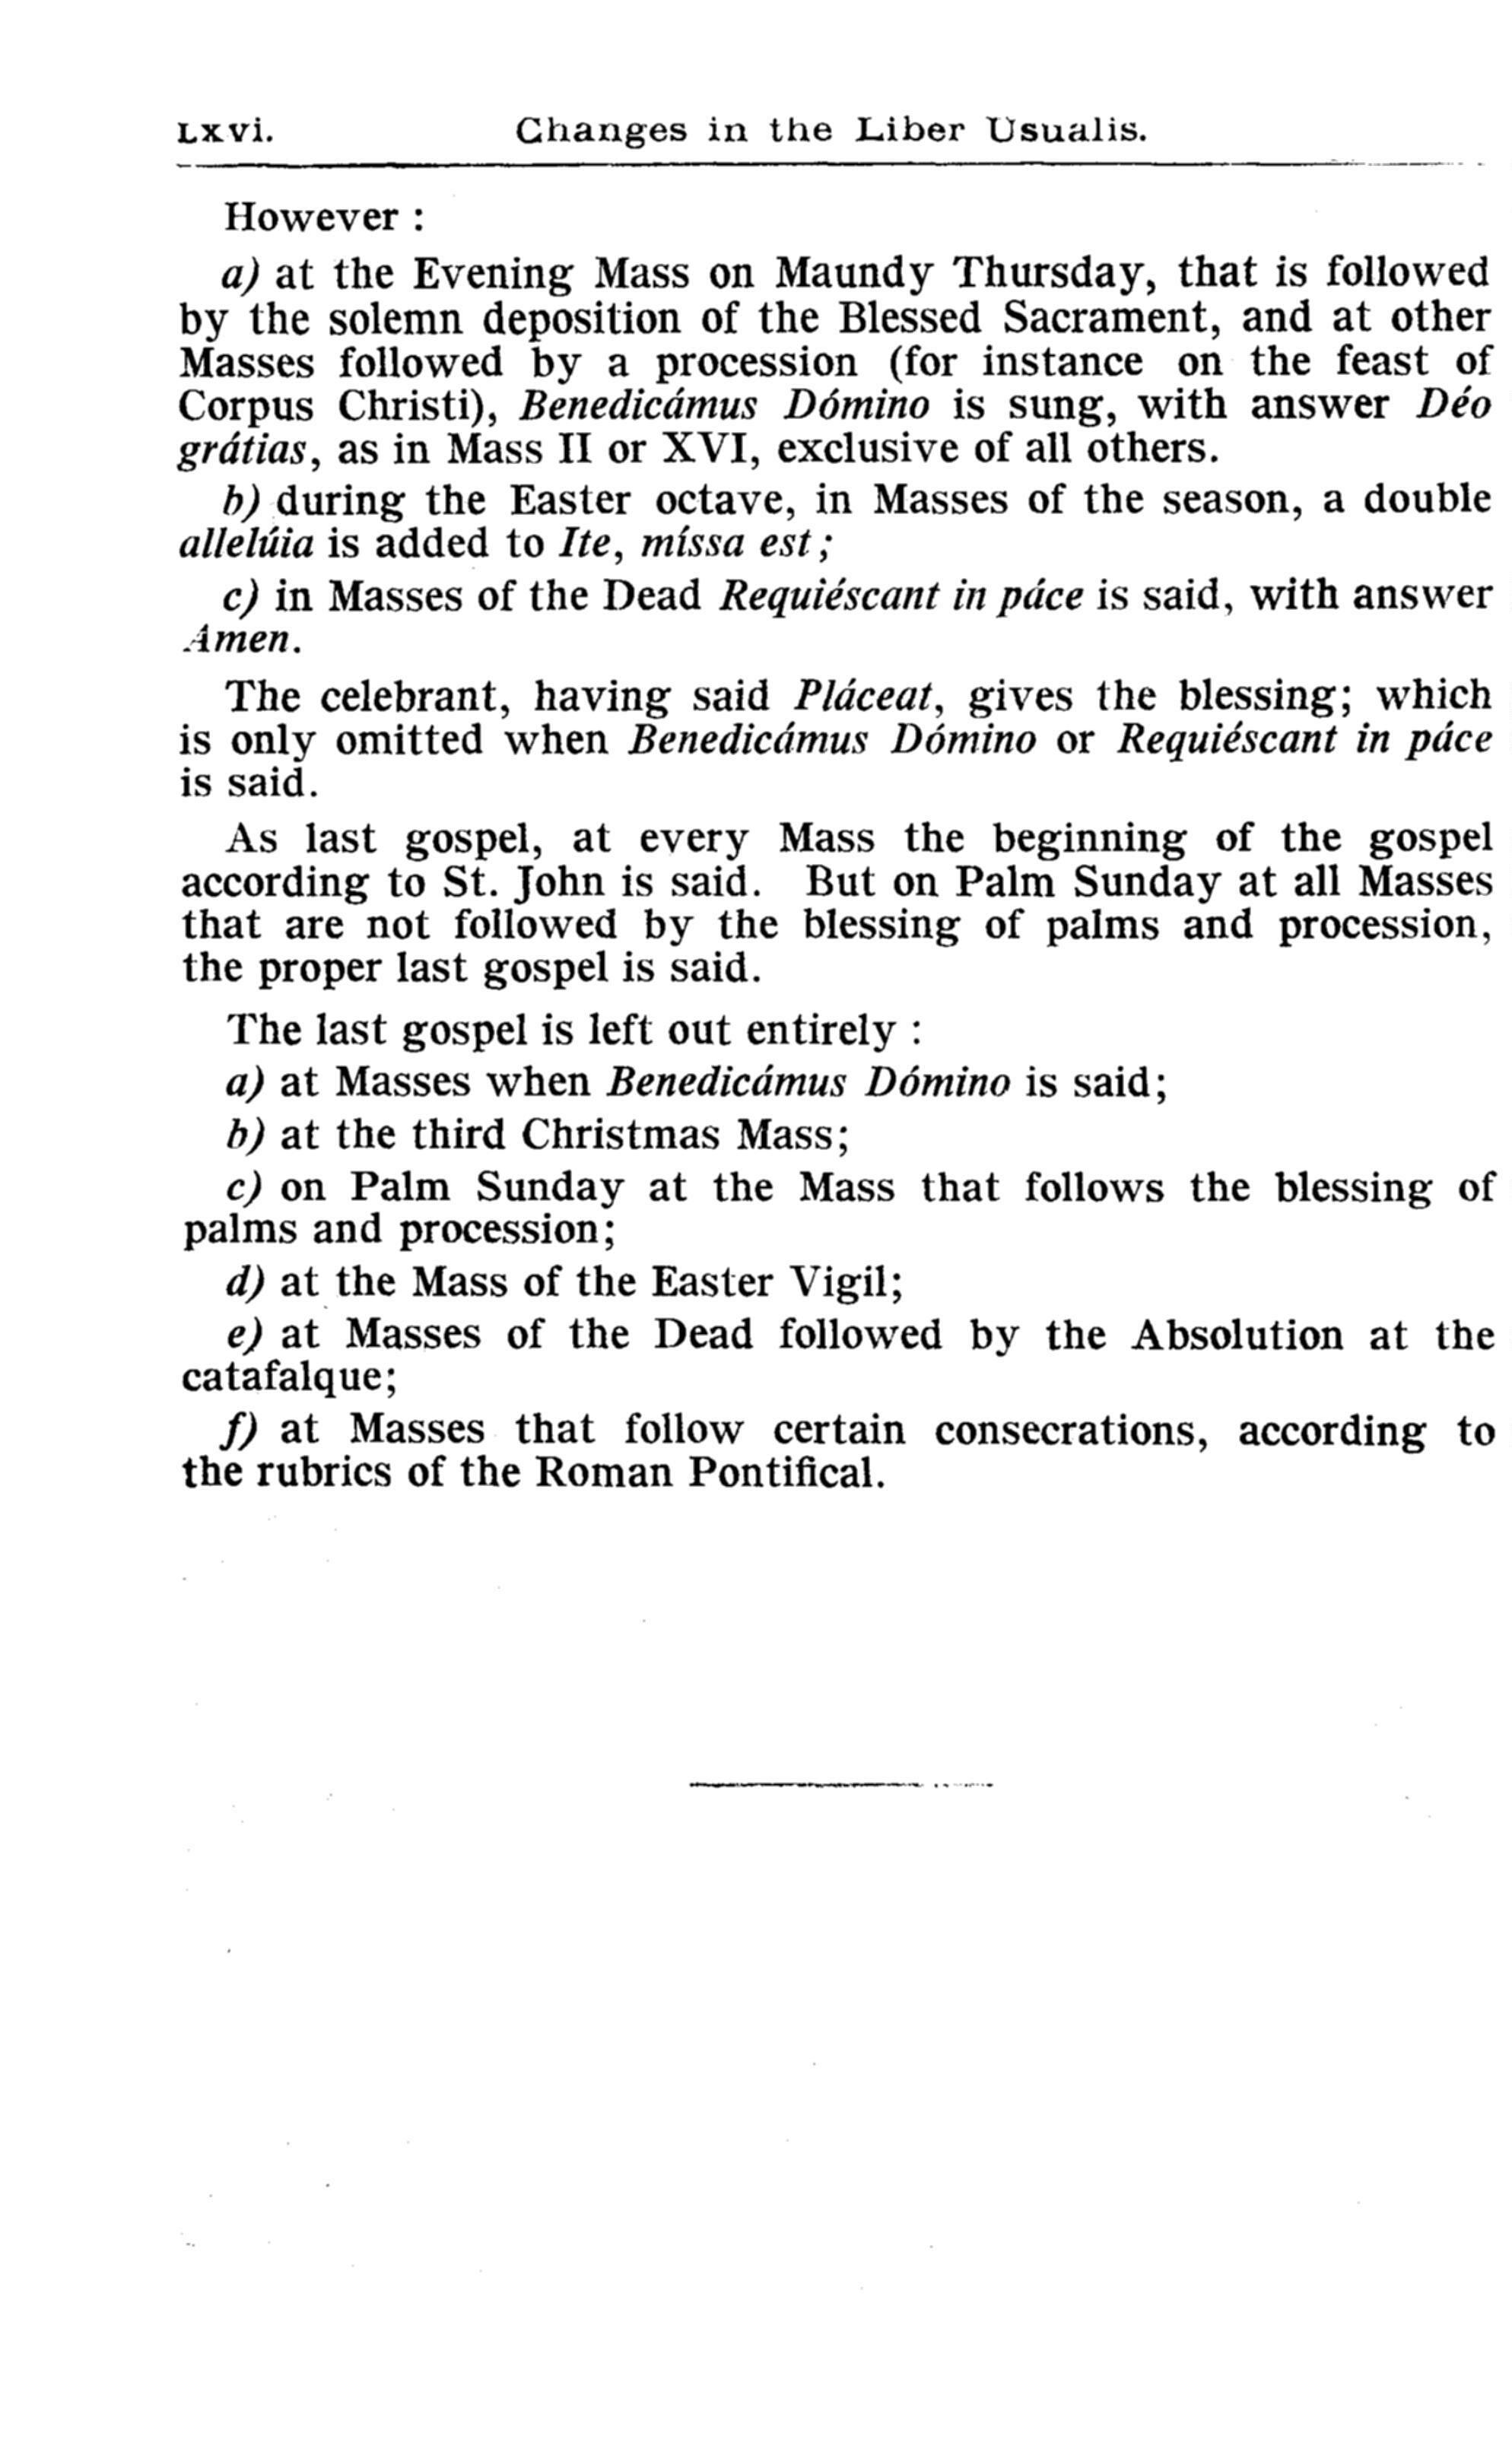 Lxvi. Changes in the Liber Usualis.
However :
a) at the Evening Mass on Maundy Thursday, that is followed
by the solemn deposition of the Blessed Sacrament, and at other
Masses followed by a procession (for instance on the feast of
Corpus Christi), Benedicámus Dómino is sung, with answer Déo
grátias, as in Mass II or XVI, exclusive of all others.
b) during the Easter octave, in Masses of the season, a double
allelúia is added to Ite, míssa est ;
c) in Masses of the Dead Requiéscant in páce is said, with answer
Amen.
The celebrant, having said Pláceat, gives the blessing; which
is only omitted when Benedicámus Dómino or Requiéscant in páce
is said.
As last gospel, at every Mass the beginning of the gospel
according to St. John is said. But on Palm Sunday at all Masses
that are not followed by the blessing of palms and procession,
the proper last gospel is said.
The last gospel is left out entirely :
a) at Masses when Benedicámus Dómino is said;
b) at the third Christmas Mass;
c) on Palm Sunday at the Mass that follows the blessing of
palms and procession;
d) at the Mass of the Easter Vigil;
e) at Masses of the Dead followed by the Absolution at the
catafalque;
f) at Masses that follow certain consecrations, according to
the rubrics of the Roman Pontifical.